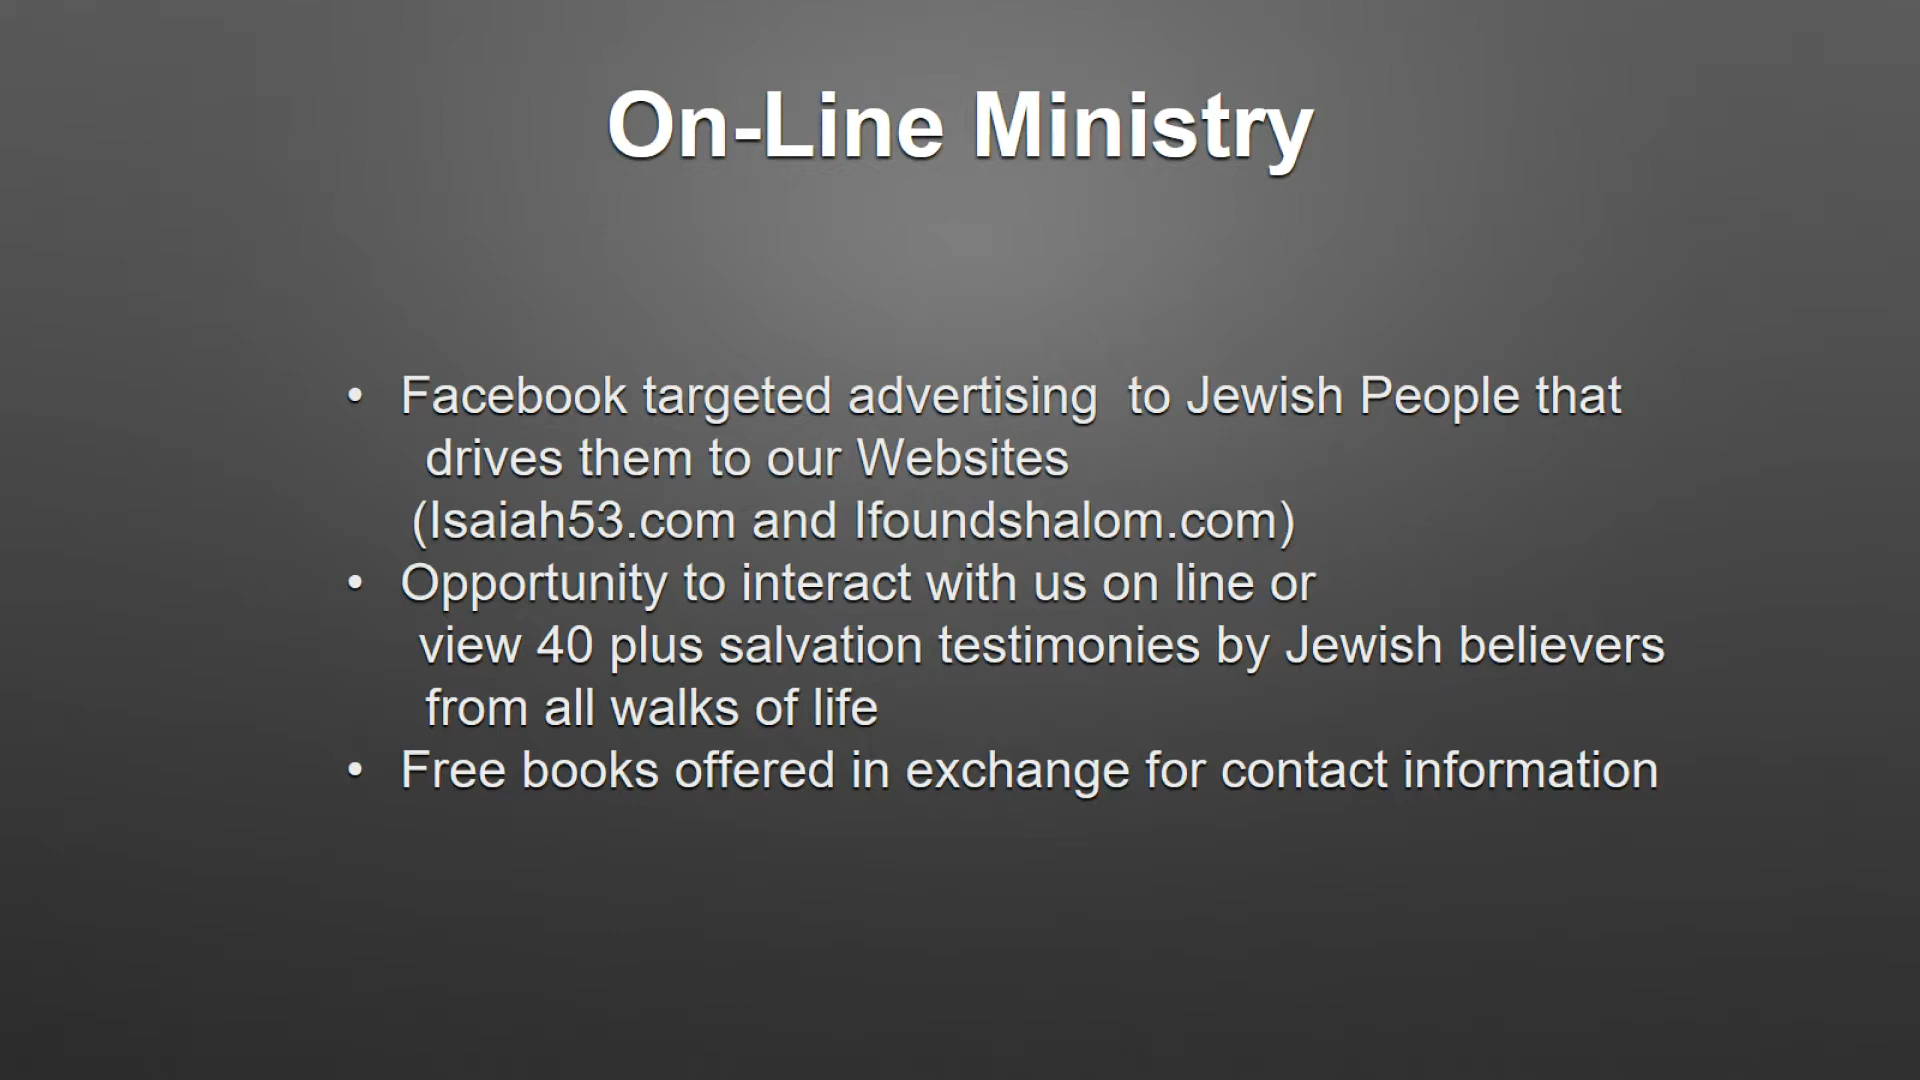 On-Line Ministry
• Facebook targeted advertising  to Jewish People that
drives them to our Websites
(Isaiah53.com and Ifoundshalom.com)
• Opportunity to interact with us on line or
view 40 plus salvation testimonies by Jewish believers
from all walks of life
• Free books offered in exchange for contact information